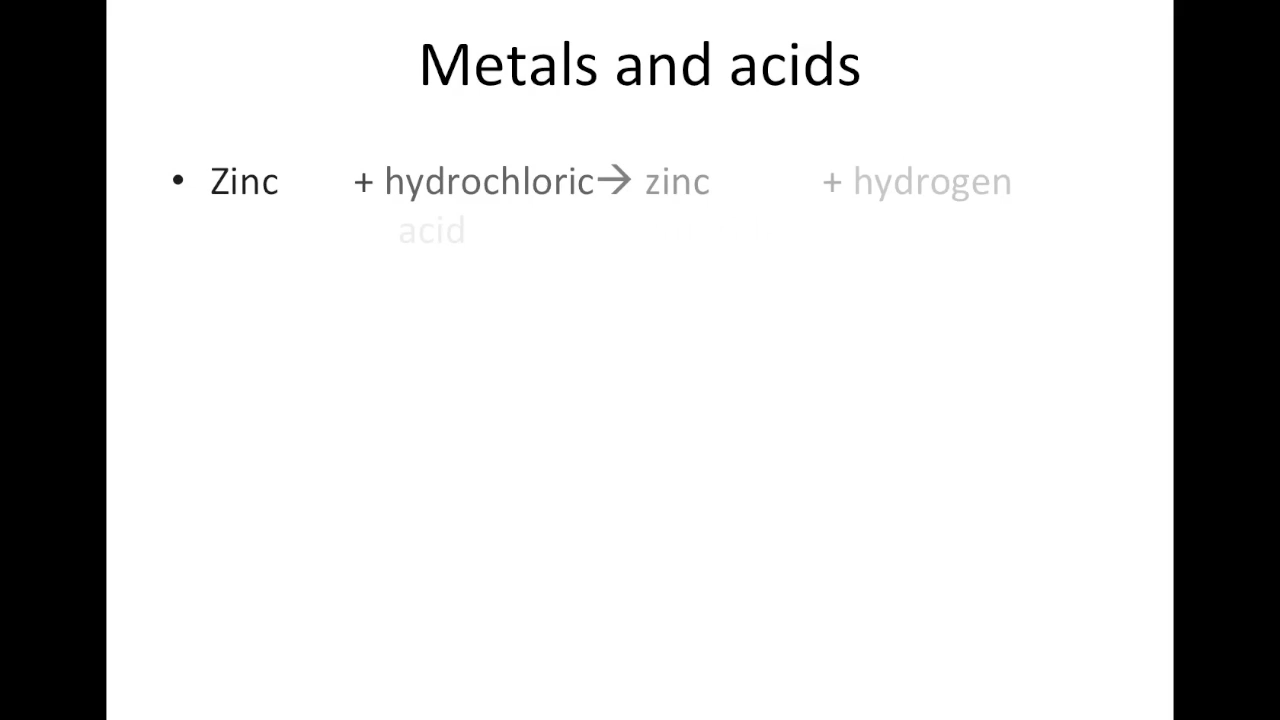 Metals and acids
• Zinc + hydrochloric→ zinc + hydrogen
acid